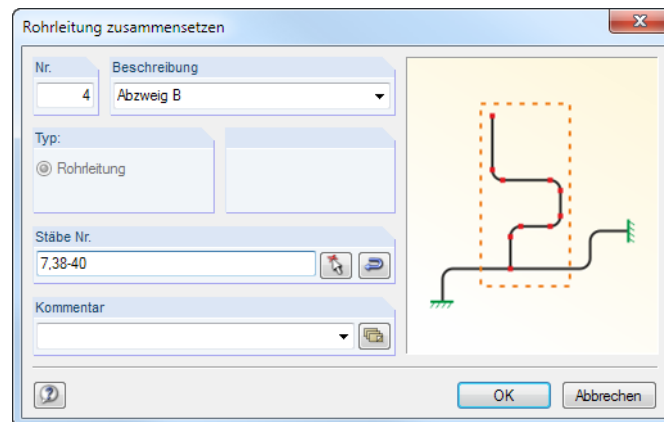 Rohrleitung zusammensetzen
Nr.
Beschreibung
4
Abzweig B
Typ:
Rohrleitung
Stäbe Nr.
7,38-40
Kommentar
OK
Abbrechen